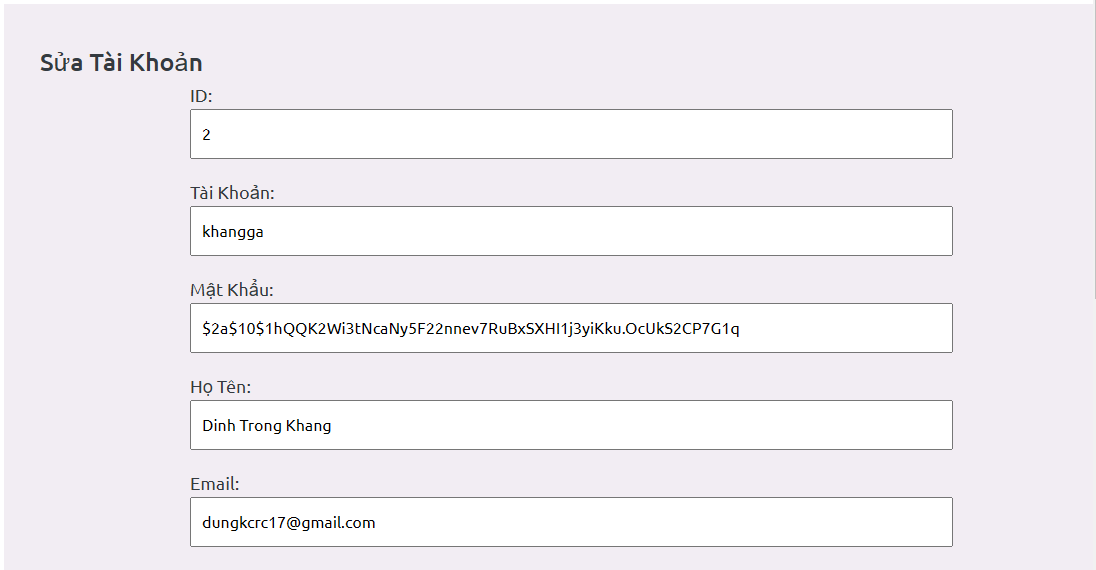 Sửa Tài Khoản
ID:
2
Tài Khoản:
khangga
Mật Khẩu:
$2a$10$1hQQK2Wi3tNcaNy5F22nnev7RuBxSXHI1j3yiKku.OcUkS2CP7G1q
Họ Tên:
Dinh Trong Khang
Email:
dungkcrc17@gmail.com